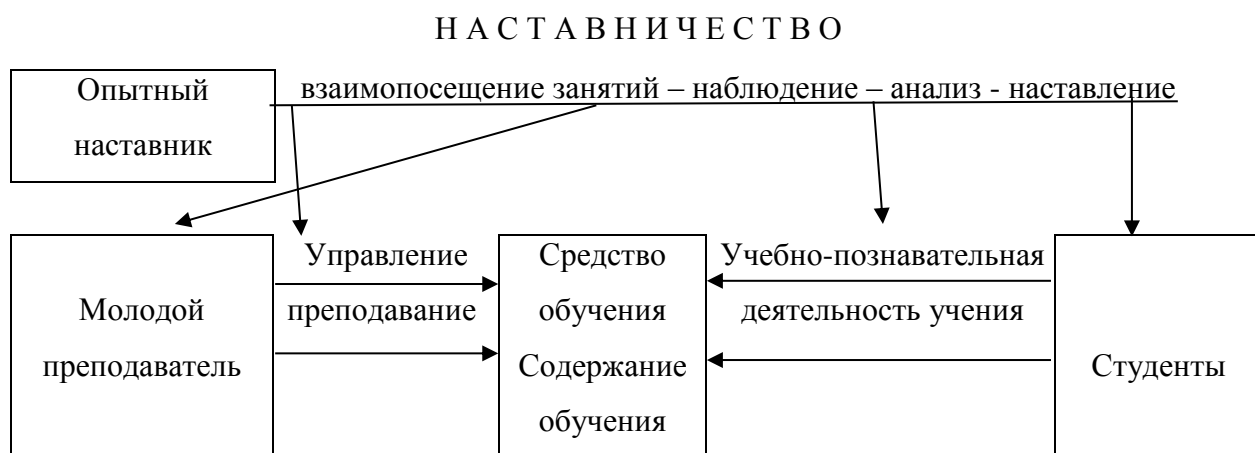 Н А С Т А В Н И Ч Е С Т В О
Опытный
наставник
взаимопосещение занятий – наблюдение – анализ - наставление
Молодой
преподаватель
Управление
преподавание
Средство
обучения
Содержание
обучения
Учебно-познавательная
деятельность учения
Студенты